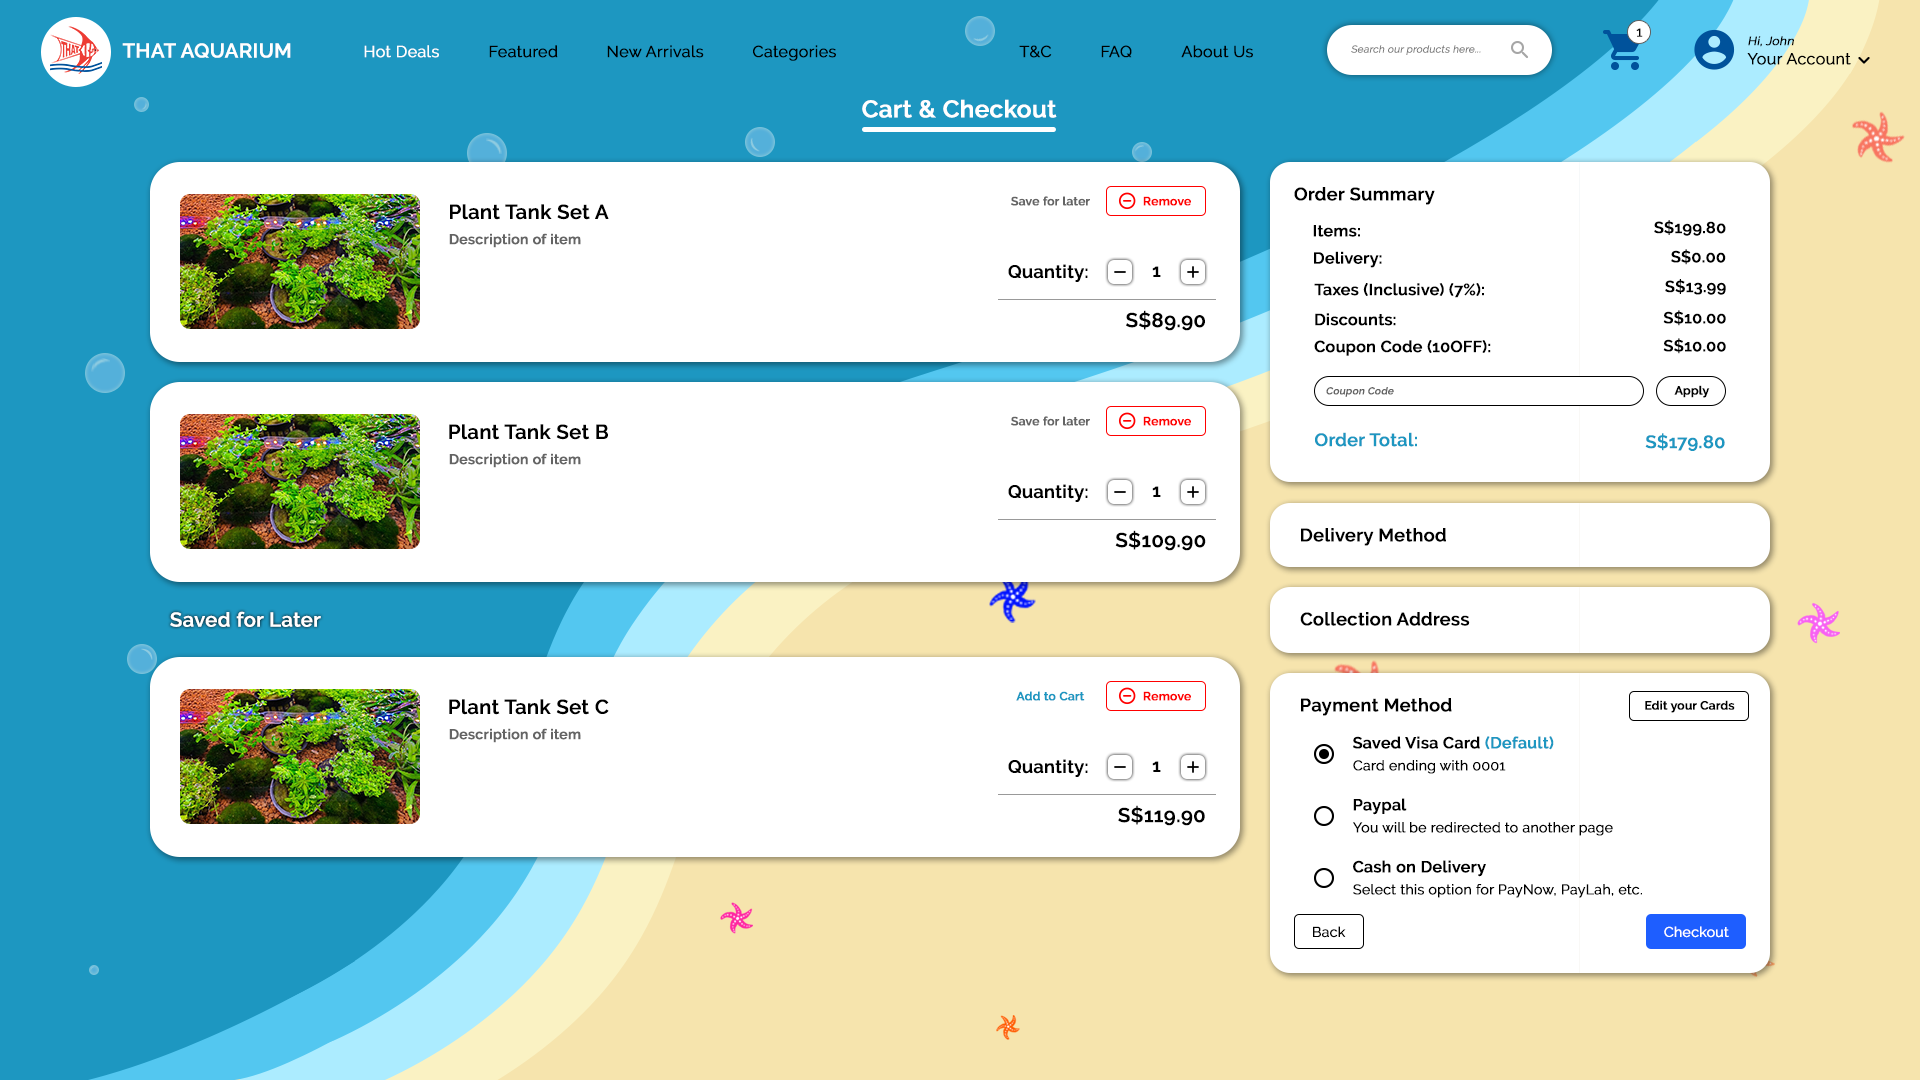 THAT AQUARIUM
Hot Deals
Featured
New Arrivals
Categories
T&C
FAQ
About Us
Search our products here...
1
Hi, John
Your Account
Cart & Checkout
Plant Tank Set A
Description of item
Save for later
Remove
Quantity:
1
S$89.90
Plant Tank Set B
Description of item
Save for later
Remove
Quantity:
1
S$109.90
Saved for Later
Plant Tank Set C
Description of item
Add to Cart
Remove
Quantity:
1
S$119.90
Order Summary
Items: S$199.80
Delivery: S$0.00
Taxes (Inclusive) (7%): S$13.99
Discounts: S$10.00
Coupon Code (10OFF): S$10.00
Coupon Code
Apply
Order Total: S$179.80
Delivery Method
Collection Address
Payment Method
Edit your Cards
Saved Visa Card (Default)
Card ending with 0001
Paypal
You will be redirected to another page
Cash on Delivery
Select this option for PayNow, PayLah, etc.
Back
Checkout